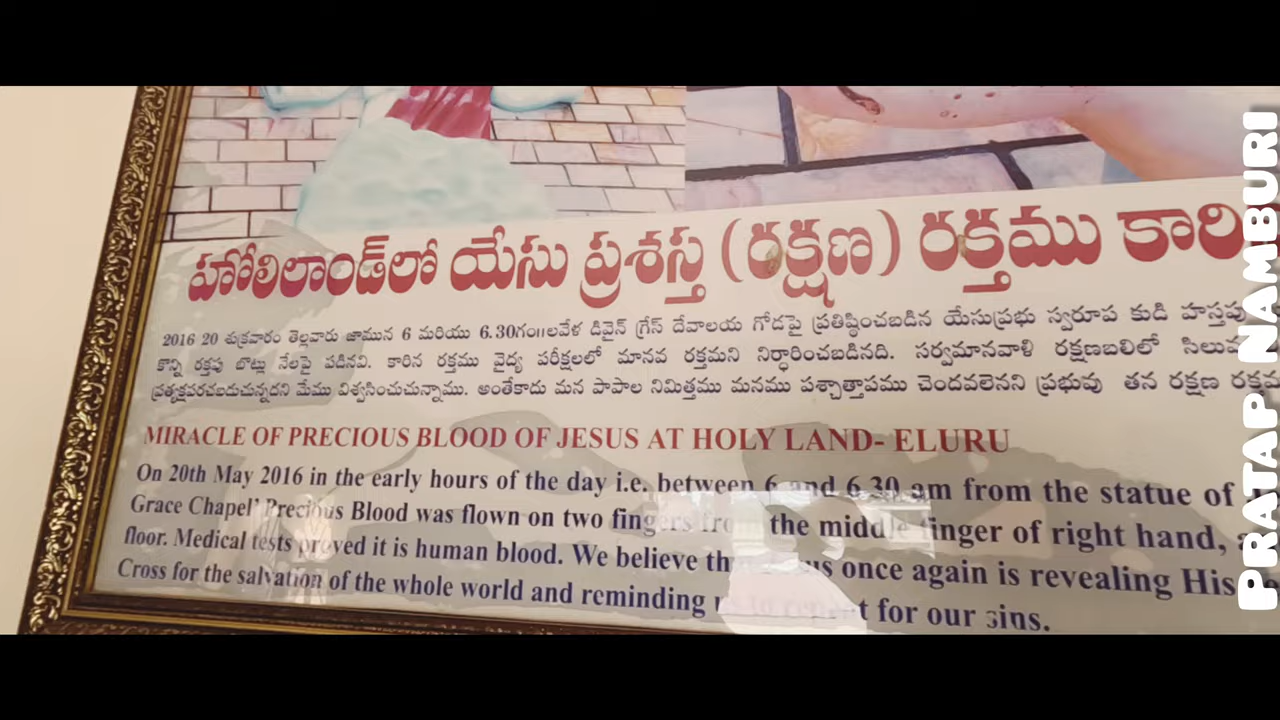 హోలిలాండ్‌లో యేసు ప్రశస్త (రక్షణ) రక్తము కారి
2016 20 శుక్రవారం తెల్లవారు జామున 6 మరియు 6.30గం॥లవేళ డివైన్ గ్రేస్ దేవాలయ గోడపై ప్రతిష్ఠించబడిన యేసుప్రభు స్వరూప కుడి హస్తపు
కొన్ని రక్తపు బొట్లు నేలపై పడినవి. కారిన రక్తము వైద్య పరీక్షలలో మానవ రక్తమని నిర్ధారించబడినది. సర్వమానవాళి రక్షణబలిలో సిలువ
ప్రత్యక్షపరచబడుచున్నదని మేము విశ్వసించుచున్నాము. అంతేకాదు మన పాపాల నిమిత్తము మనము పశ్చాత్తాపము చెందవలెనని ప్రభువు తన రక్షణ రక్తమ
MIRACLE OF PRECIOUS BLOOD OF JESUS AT HOLY LAND- ELURU
On 20th May 2016 in the early hours of the day i.e. between 6 and 6.30 am from the statue of
Grace Chapel' Precious Blood was flown on two fingers from the middle finger of right hand,
floor. Medical tests proved it is human blood. We believe once again is revealing His
Cross for the salvation of the whole world and reminding us to repent for our sins.
PRATAP NAMBURI